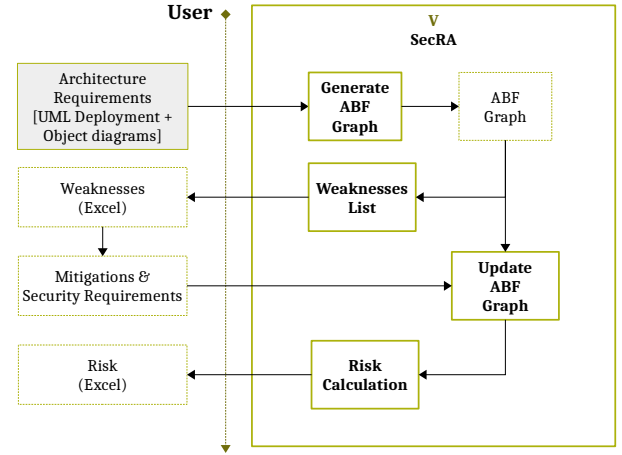 User
V
SecRA
Architecture
Requirements
[UML Deployment +
Object diagrams]
Generate
ABF
Graph
ABF
Graph
Weaknesses
(Excel)
Weaknesses
List
Mitigations &
Security Requirements
Update
ABF
Graph
Risk
(Excel)
Risk
Calculation